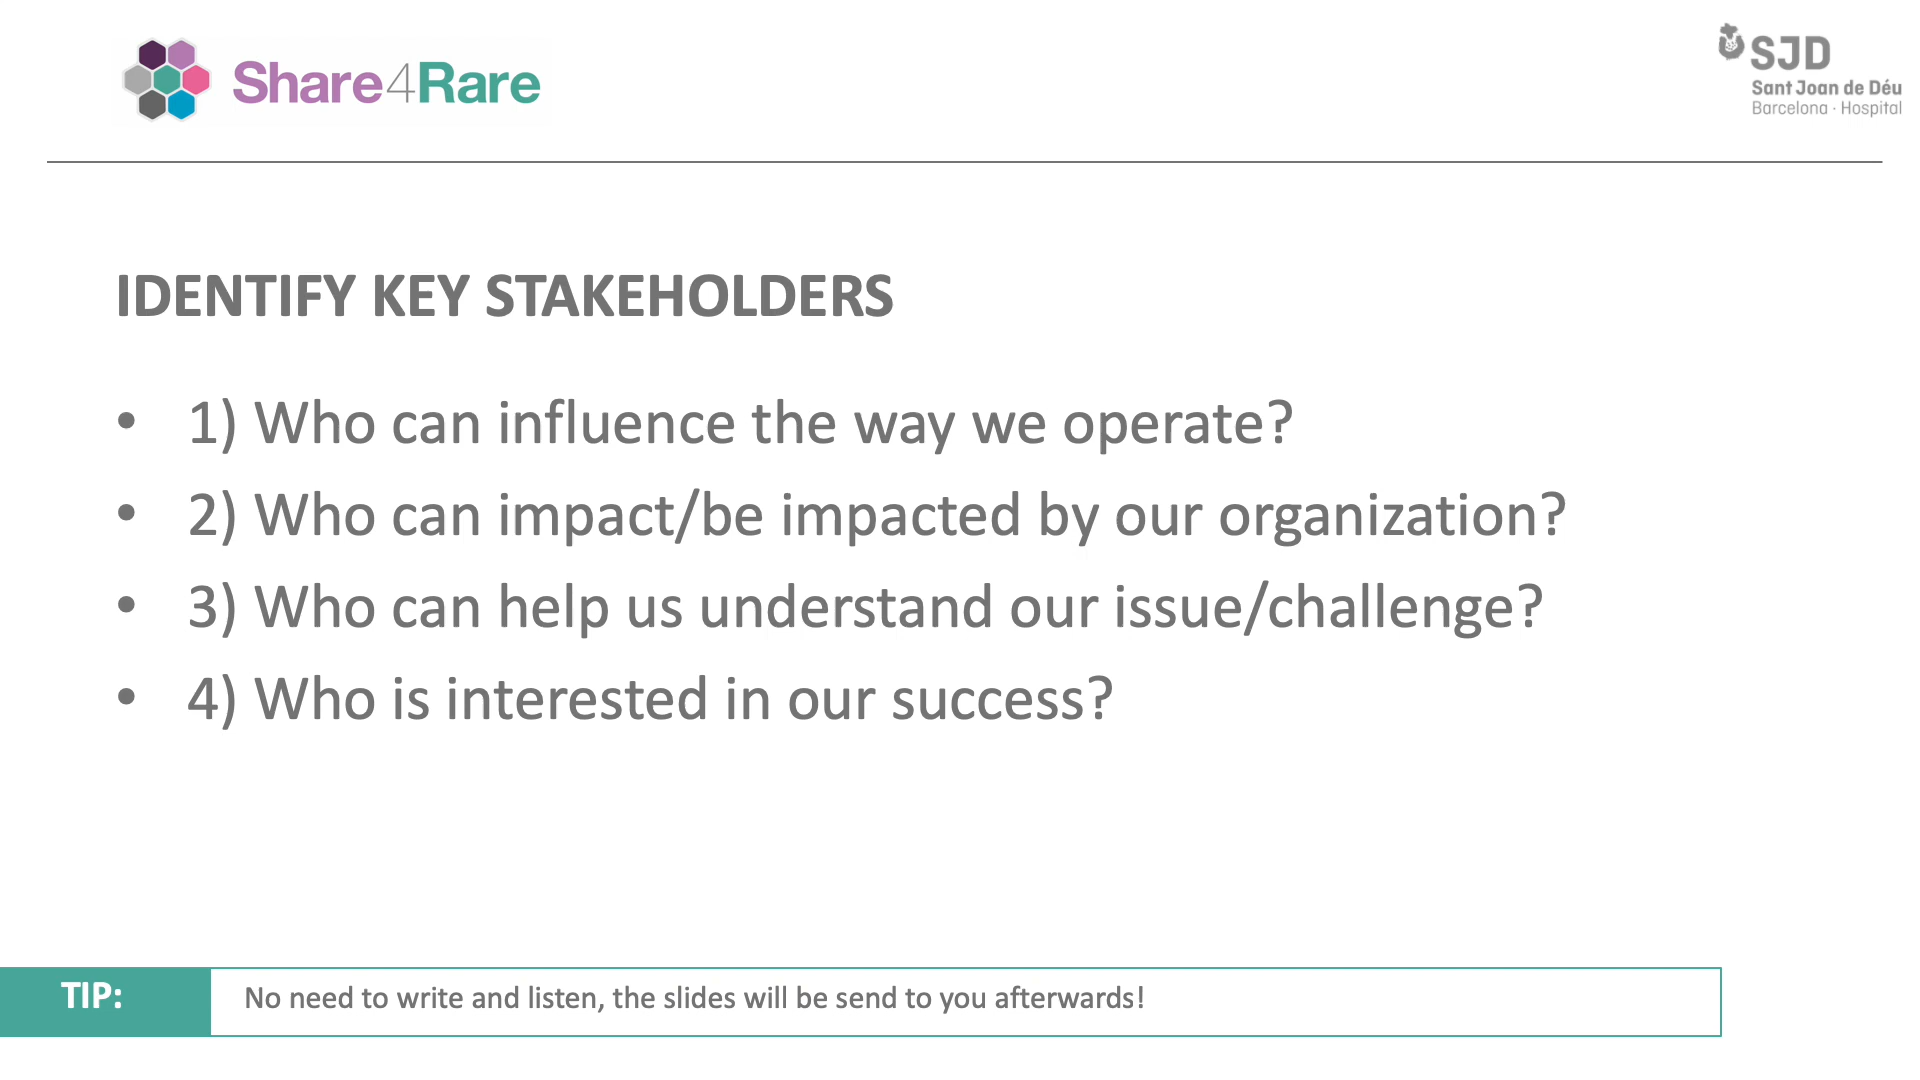 Share4Rare
SJD
Sant Joan de Déu
Barcelona · Hospital
IDENTIFY KEY STAKEHOLDERS
• 1) Who can influence the way we operate?
• 2) Who can impact/be impacted by our organization?
• 3) Who can help us understand our issue/challenge?
• 4) Who is interested in our success?
TIP: No need to write and listen, the slides will be send to you afterwards!